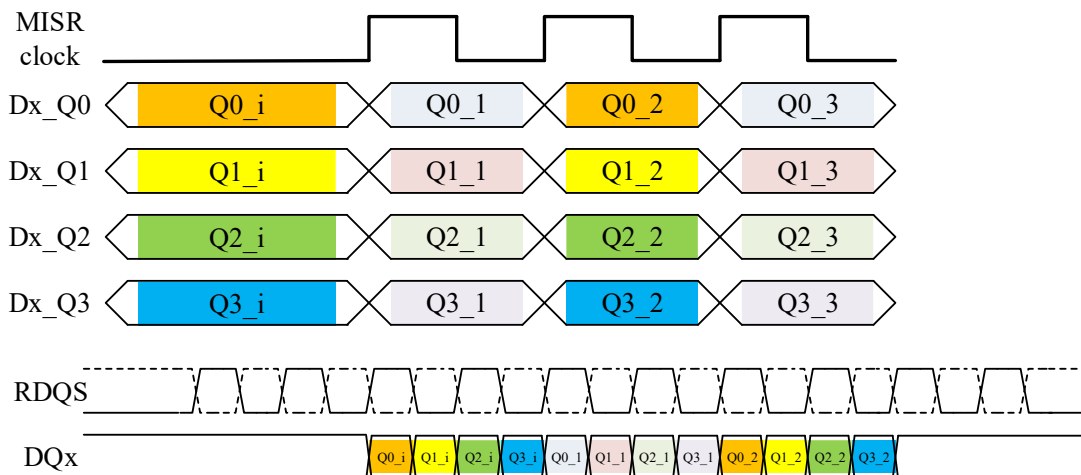 MISR
clock
Dx_Q0 Q0_i Q0_1 Q0_2 Q0_3
Dx_Q1 Q1_i Q1_1 Q1_2 Q1_3
Dx_Q2 Q2_i Q2_1 Q2_2 Q2_3
Dx_Q3 Q3_i Q3_1 Q3_2 Q3_3
RDQS
DQx Q0_i Q1_i Q2_i Q3_i Q0_1 Q1_1 Q2_1 Q3_1 Q0_2 Q1_2 Q2_2 Q3_2